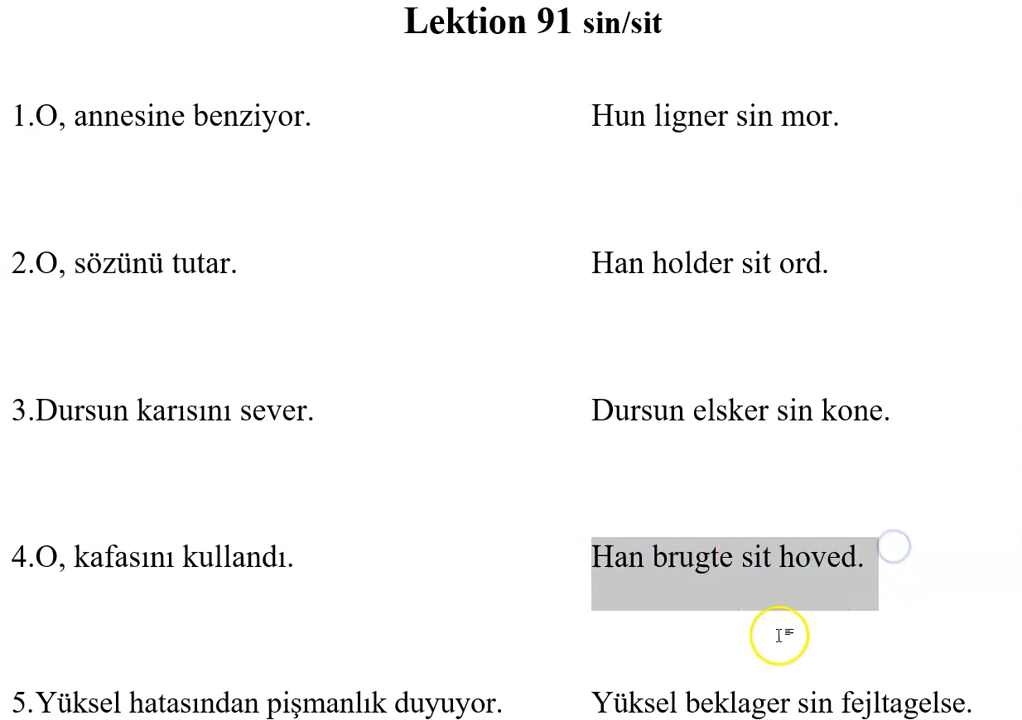 Lektion 91 sin/sit
1.O, annesine benziyor. Hun ligner sin mor.
2.O, sözünü tutar. Han holder sit ord.
3.Dursun karısını sever. Dursun elsker sin kone.
4.O, kafasını kullandı. Han brugte sit hoved.
5.Yüksel hatasından pişmanlık duyuyor. Yüksel beklager sin fejltagelse.